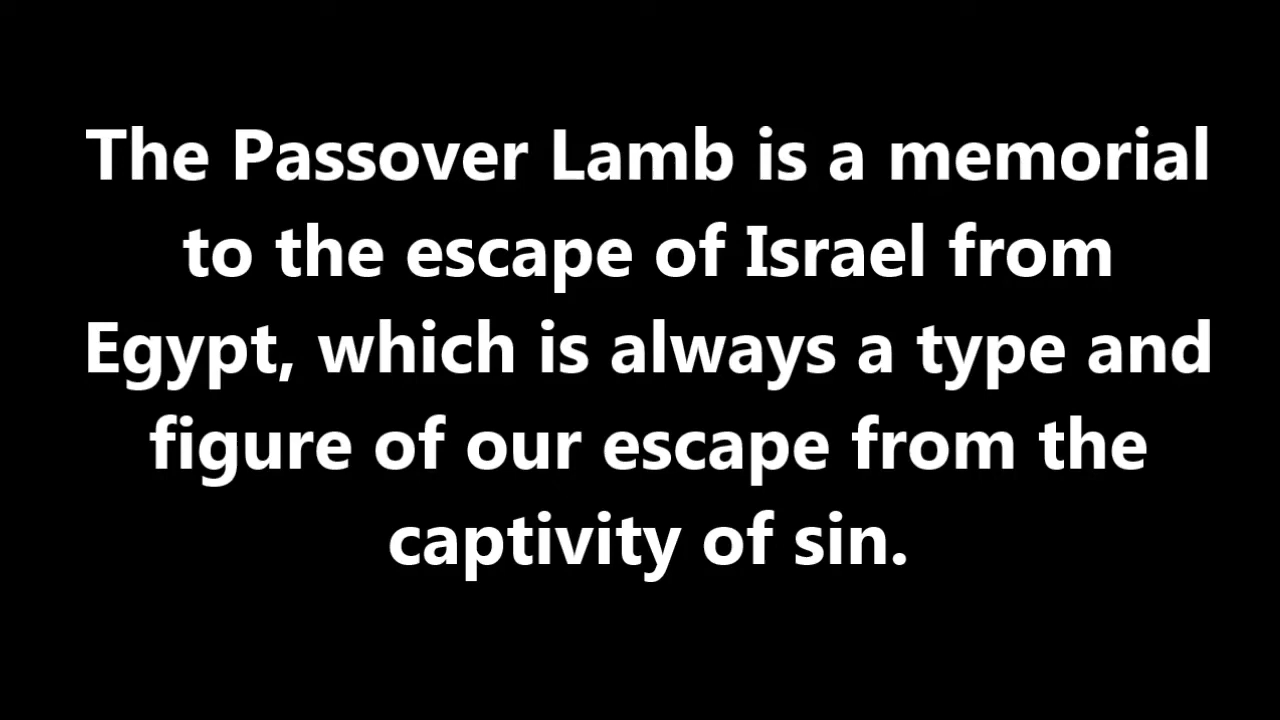 The Passover Lamb is a memorial
to the escape of Israel from
Egypt, which is always a type and
figure of our escape from the
captivity of sin.